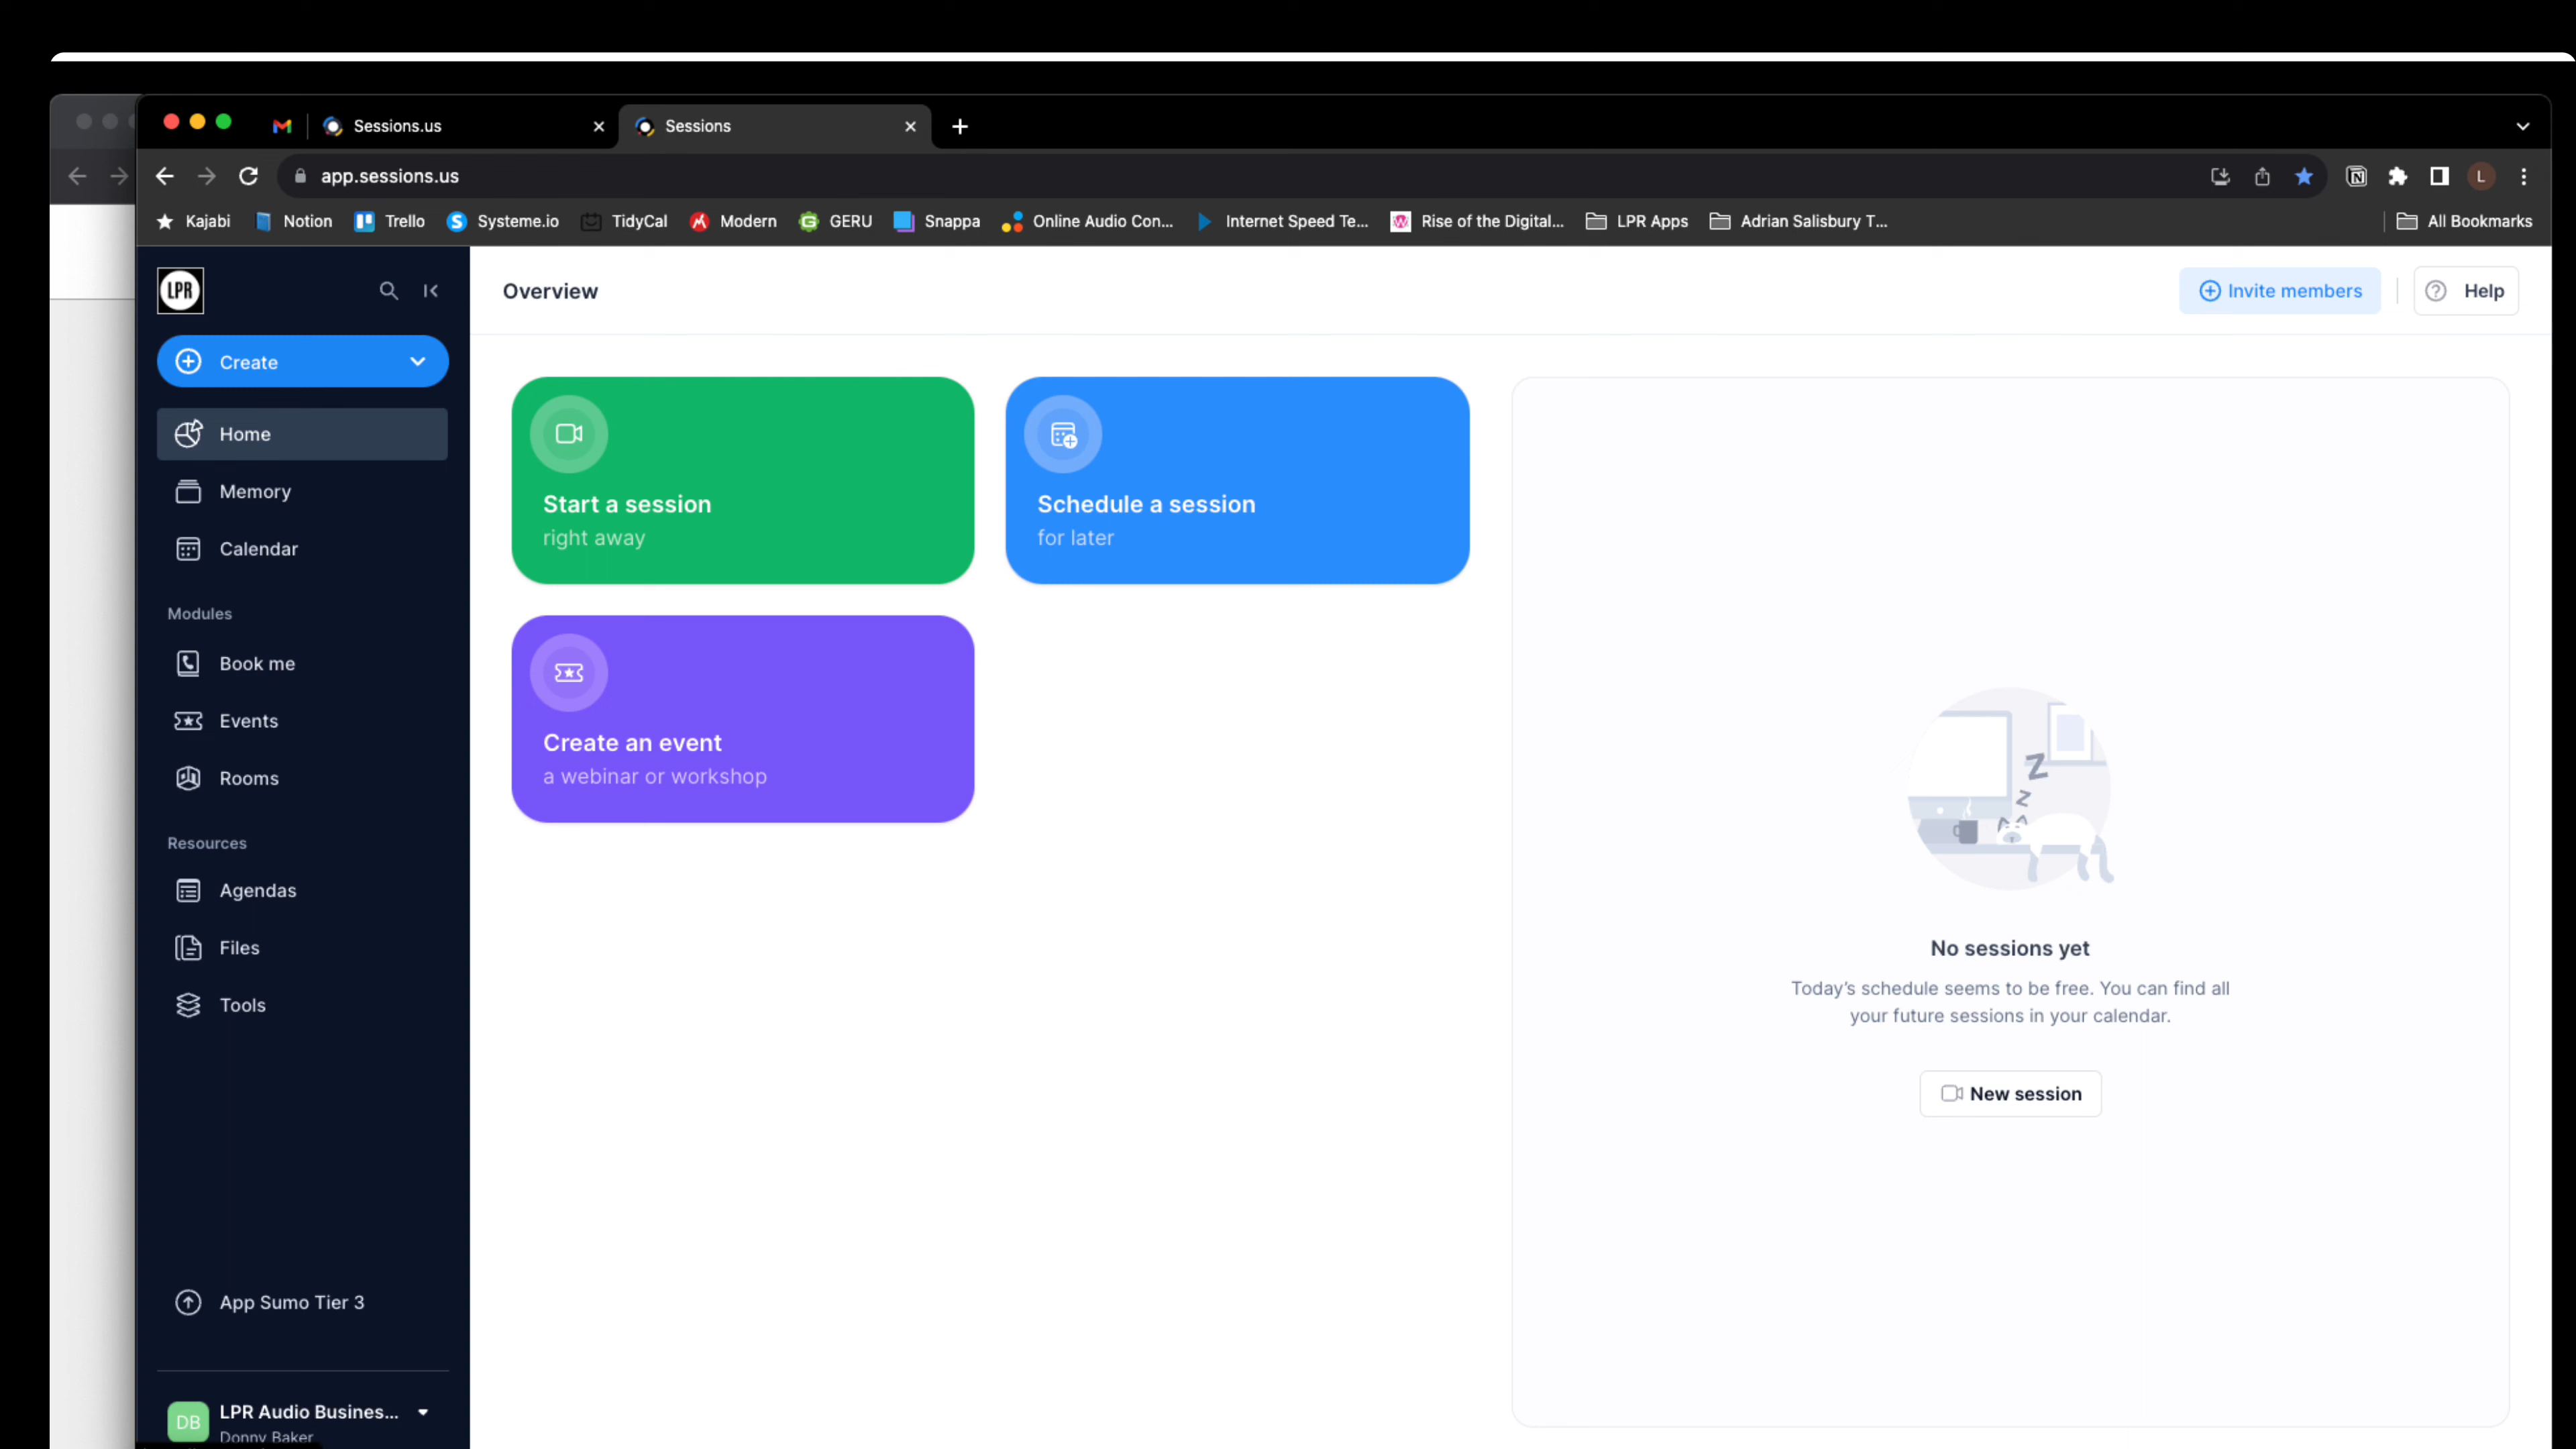 Sessions.us
Sessions
app.sessions.us
L
Kajabi
Notion
Trello
Systeme.io
TidyCal
Modern
GERU
Snappa
Online Audio Con...
Internet Speed Te...
Rise of the Digital...
LPR Apps
Adrian Salisbury T...
All Bookmarks
LPR
Overview
Invite members
Help
Create
Home
Memory
Calendar
Modules
Book me
Events
Rooms
Resources
Agendas
Files
Tools
App Sumo Tier 3
DB
LPR Audio Busines...
Donny Baker
Start a session
right away
Schedule a session
for later
Create an event
a webinar or workshop
Z
Z
No sessions yet
Today's schedule seems to be free. You can find all
your future sessions in your calendar.
New session